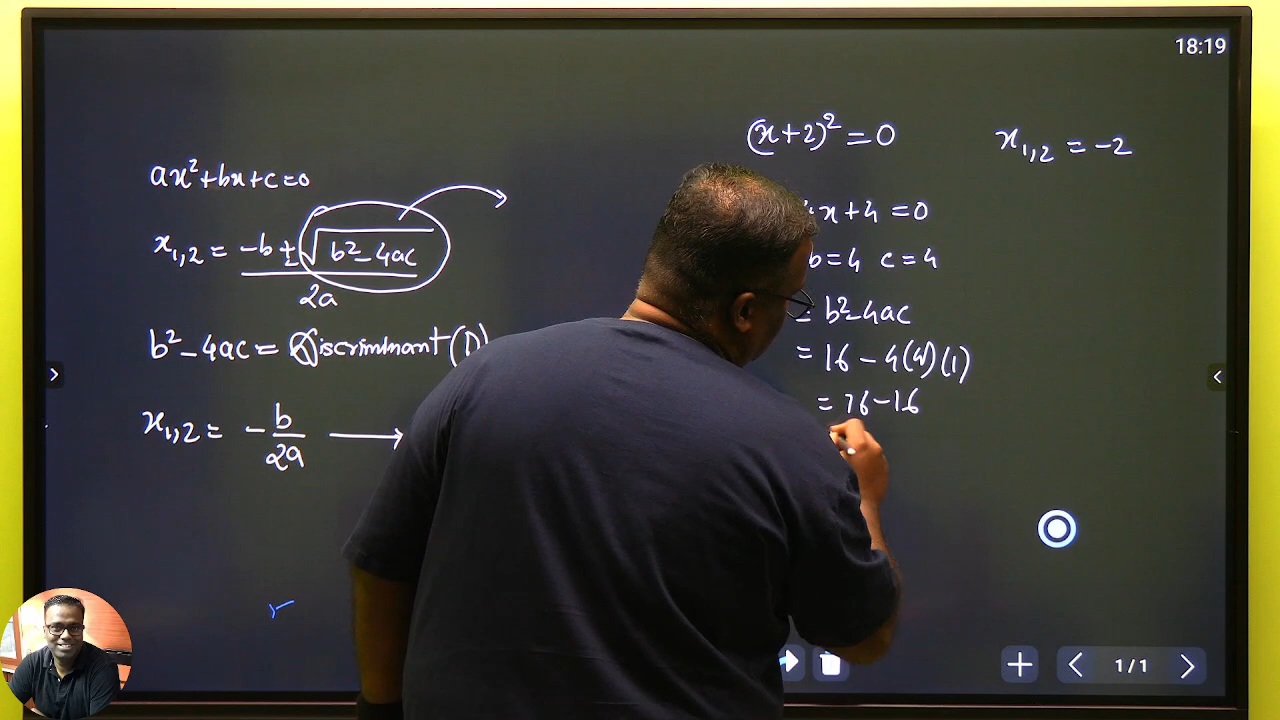 18:19
ax²+bx+c=0
x₁,₂ = -b ± √(b²-4ac) / 2a
b²-4ac = Discriminant (D)
x₁,₂ = -b/2a →
(x+2)² = 0
x₁,₂ = -2
x+4 = 0
b=4 c=4
= b²-4ac
= 16 - 4(4)(1)
= 16-16
1/1